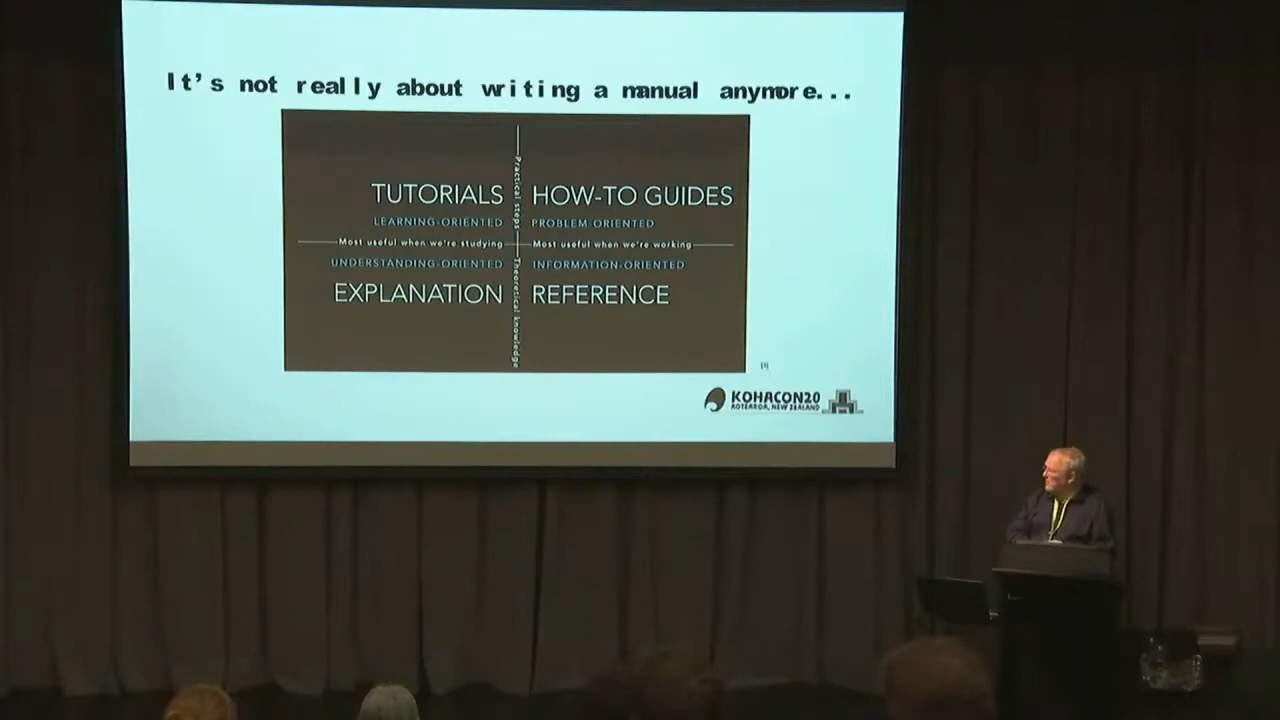 It's not really about writing a manual anymore...
Practical steps
TUTORIALS
HOW-TO GUIDES
LEARNING-ORIENTED
PROBLEM-ORIENTED
Most useful when we're studying
Most useful when we're working
UNDERSTANDING-ORIENTED
INFORMATION-ORIENTED
EXPLANATION
REFERENCE
Theoretical knowledge
[1]
KOHACON20
AOTEAROA, NEW ZEALAND